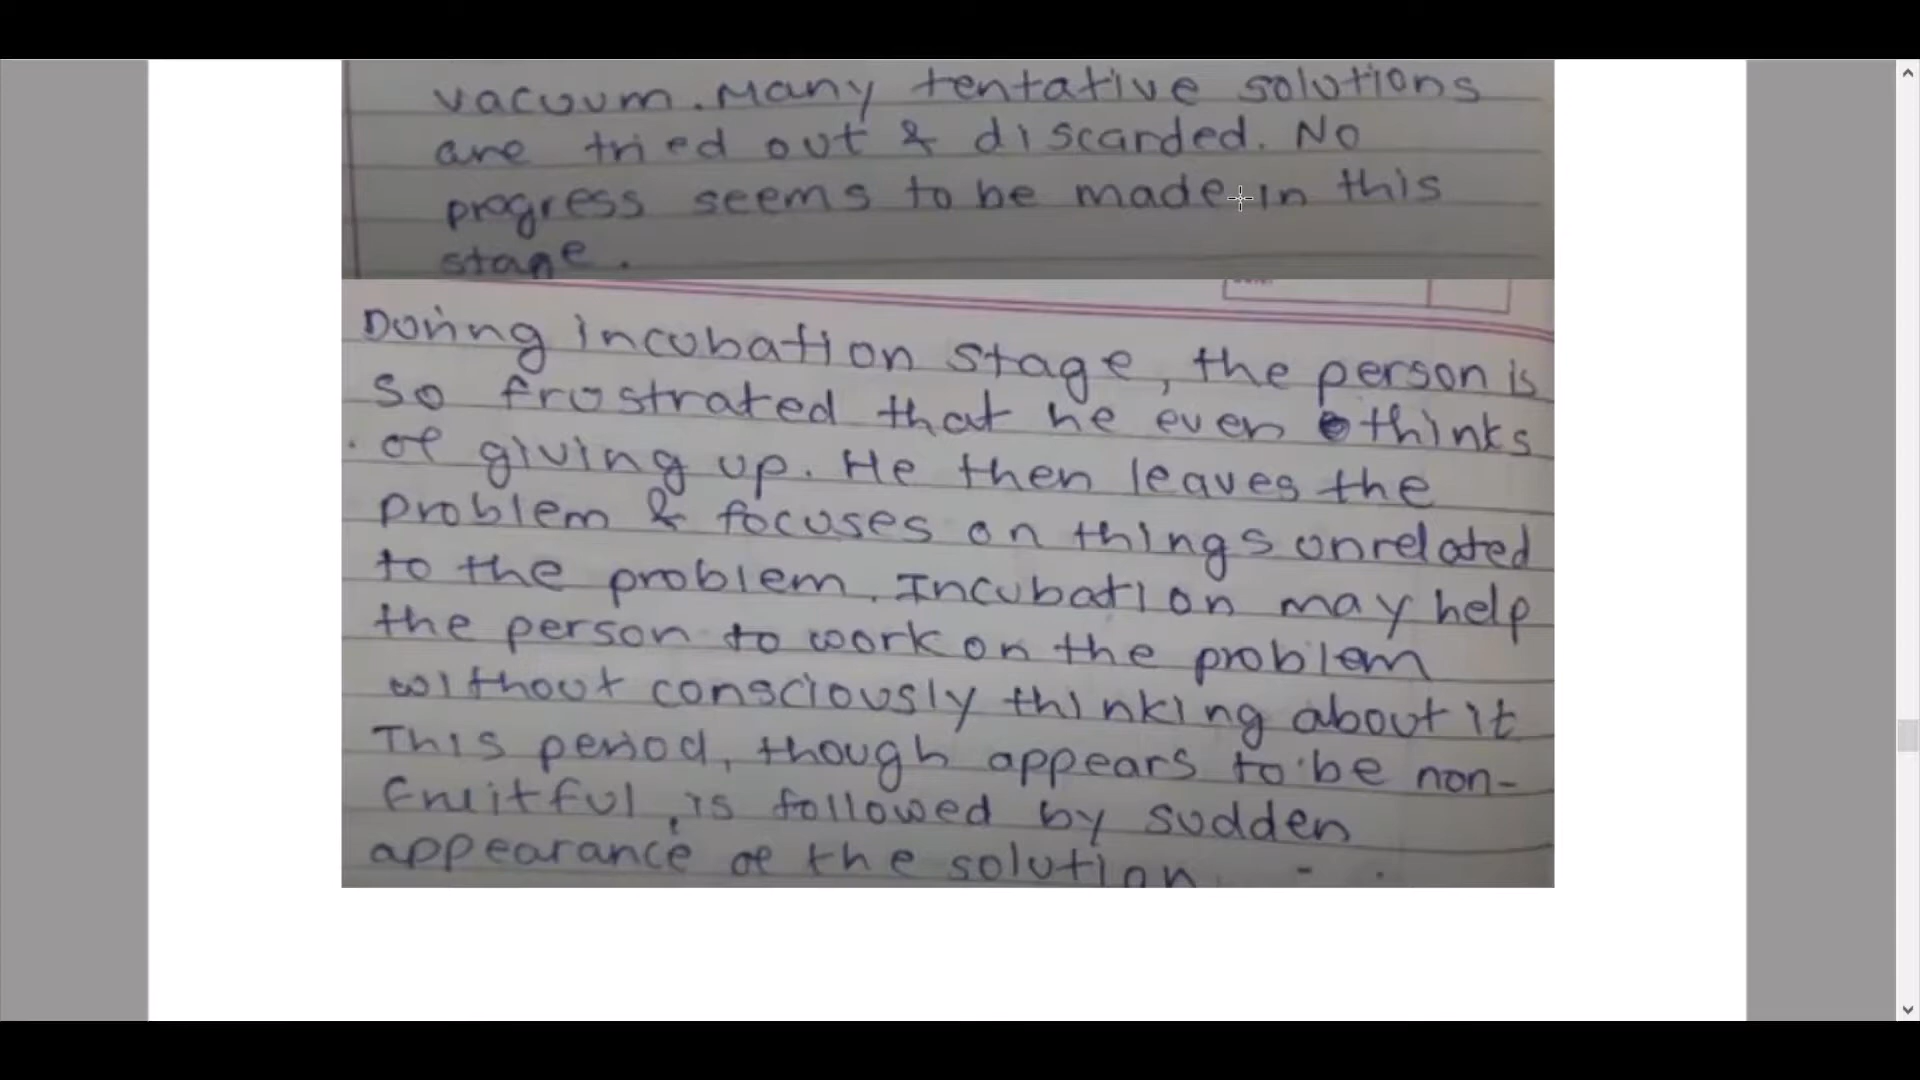 vacuum. Many tentative solutions
are tried out & discarded. No
progress seems to be made in this
stage.
During incubation stage, the person is
so frustrated that he even thinks
of giving up. He then leaves the
problem & focuses on things unrelated
to the problem. Incubation may help
the person to work on the problem
without consciously thinking about it
This period, though appears to be non-
fruitful, is followed by sudden
appearance of the solution.